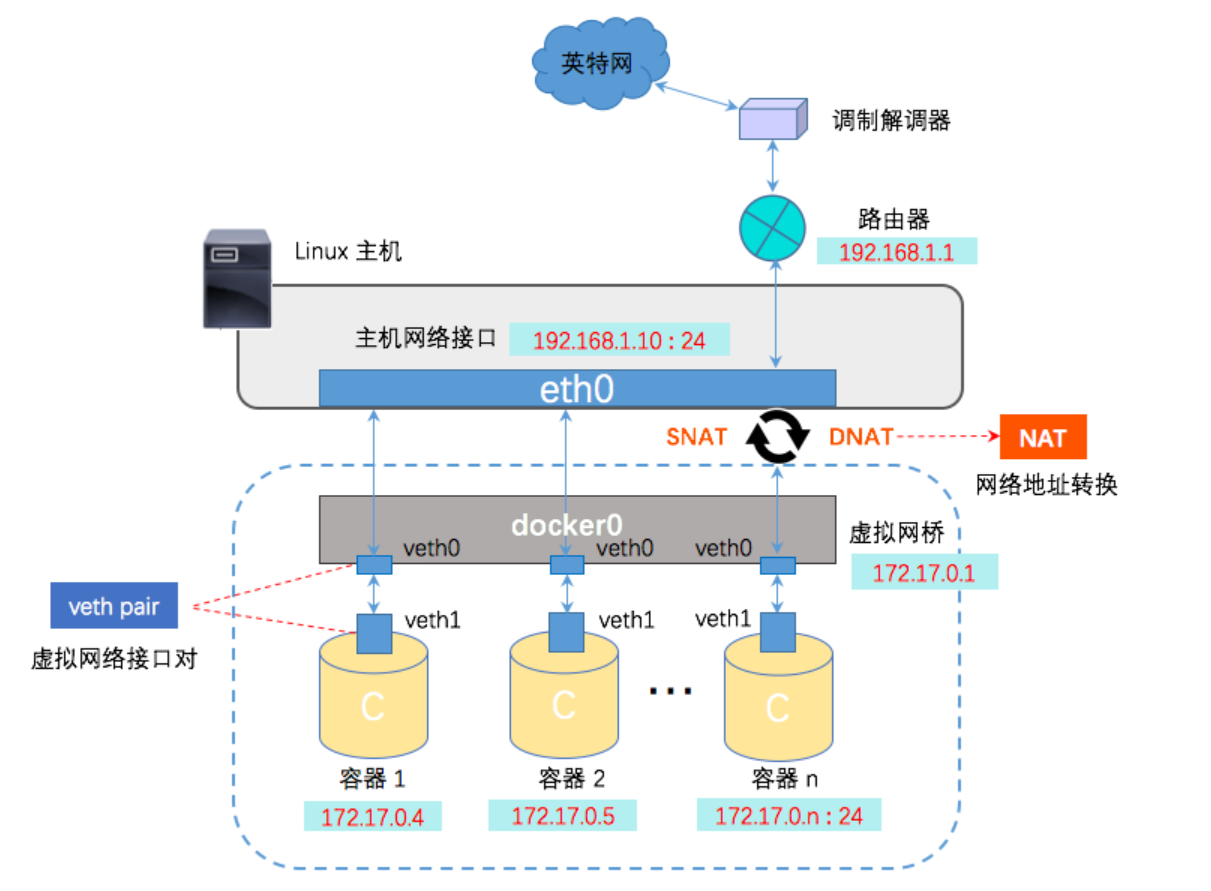 英特网
调制解调器
路由器
192.168.1.1
Linux 主机
主机网络接口
192.168.1.10 : 24
eth0
SNAT
DNAT
NAT
网络地址转换
docker0
veth0
veth0
veth0
虚拟网桥
172.17.0.1
veth pair
虚拟网络接口对
veth1
veth1
veth1
C
C
...
C
容器 1
容器 2
容器 n
172.17.0.4
172.17.0.5
172.17.0.n : 24